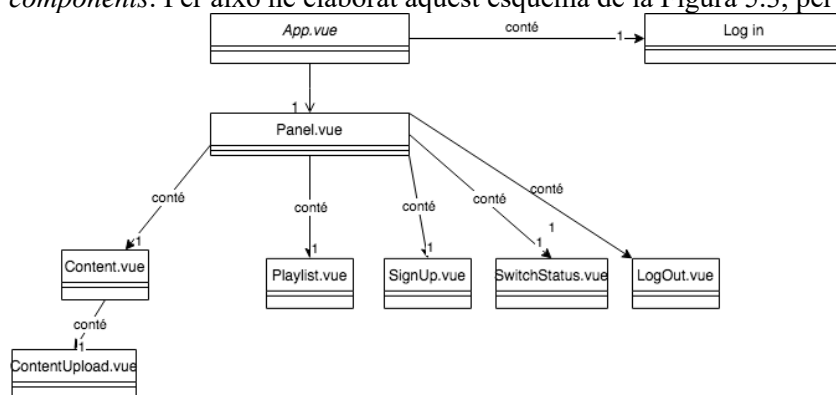 components. Per això he elaborat aquest esquema de la Figura 5.3, per
App.vue
conté
1
Log in
1
Panel.vue
conté
conté
conté
conté
conté
1
1
1
1
1
Content.vue
Playlist.vue
SignUp.vue
SwitchStatus.vue
LogOut.vue
conté
1
ContentUpload.vue